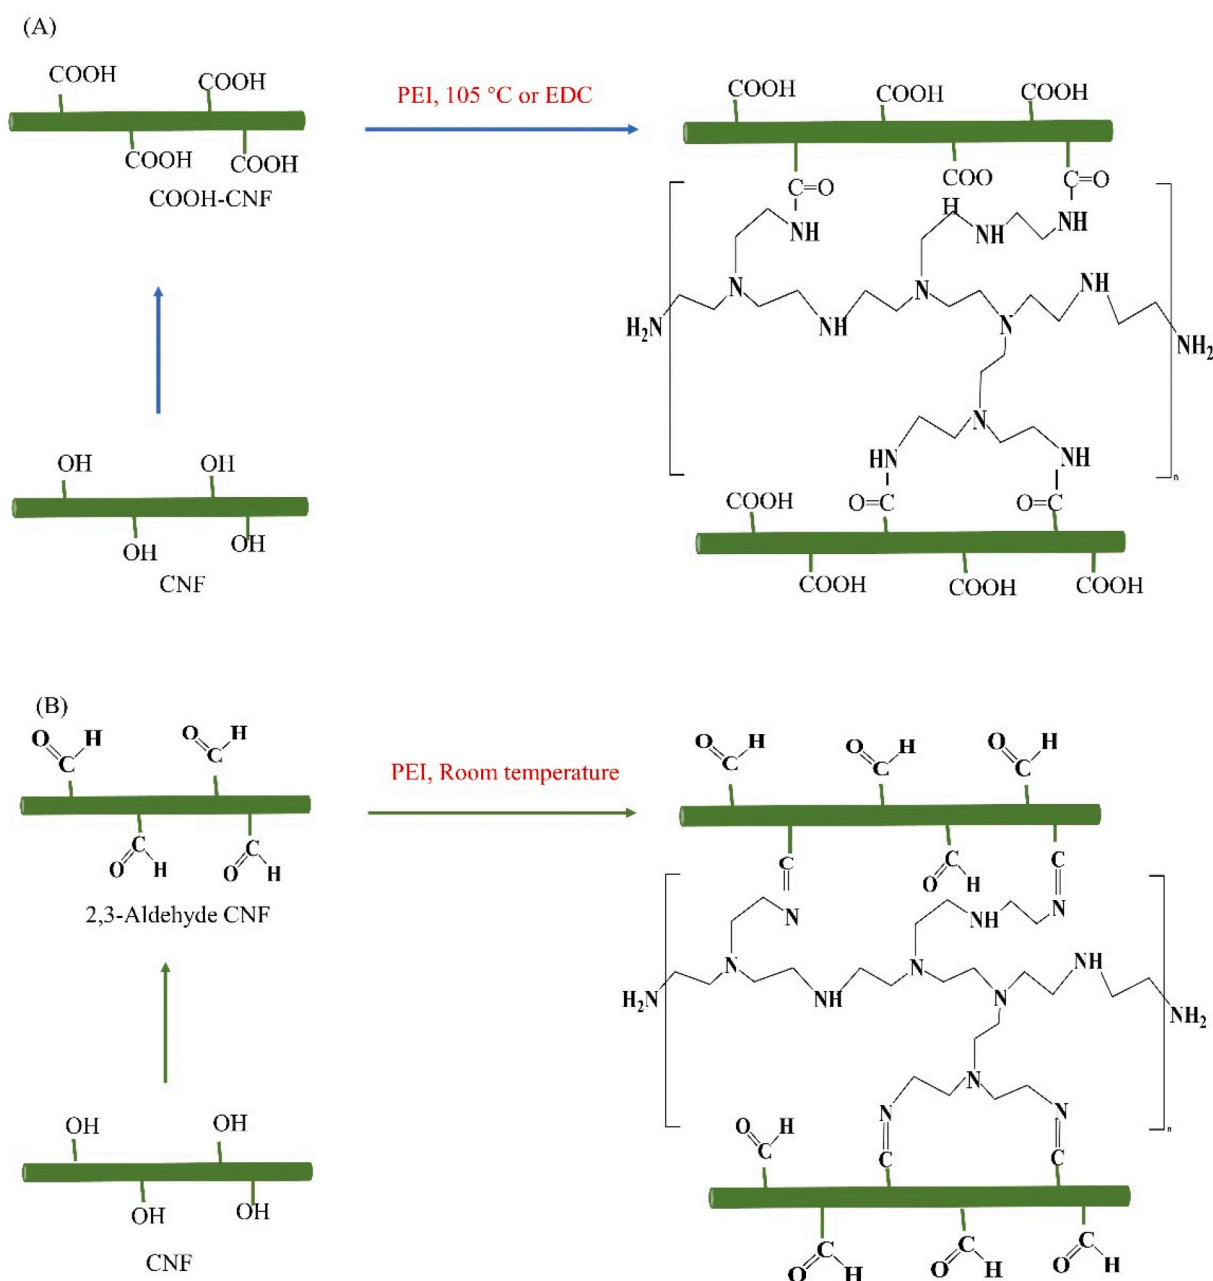 (A)
COOH
COOH
COOH
COOH
COOH-CNF
PEI, 105 °C or EDC
COOH
COOH
COOH
C=O
COO
H
C=O
NH
NH
NH
N
N
NH
H₂N
NH
N
NH₂
N
HN
NH
n
O=C
O=C
COOH
COOH
COOH
COOH
OH
OH
OH
OH
CNF
(B)
O H
C
O H
C
C
O H
C
O H
2,3-Aldehyde CNF
PEI, Room temperature
O H
C
O H
C
O H
C
C
C
O H
C
N
NH
N
N
N
NH
H₂N
NH
N
NH₂
N
N
N
n
C
C
O H
C
C
O H
C
O H
C
O H
OH
OH
OH
OH
CNF